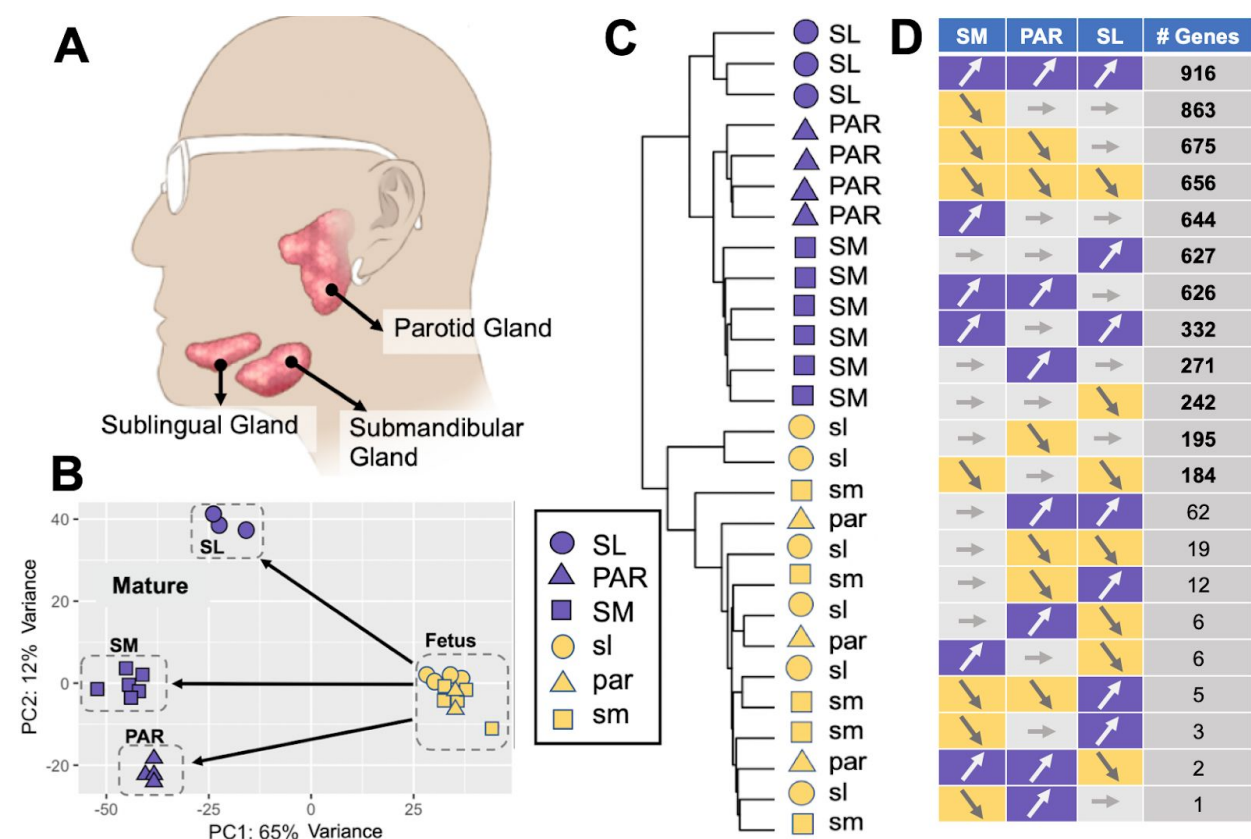 A
Parotid Gland
Sublingual Gland
Submandibular
Gland
B
40
20
0
-20
-50
-25
0
25
PC2: 12% Variance
PC1: 65% Variance
SL
Mature
SM
PAR
Fetus
SL
PAR
SM
sl
par
sm
C
SL
SL
SL
PAR
PAR
PAR
PAR
SM
SM
SM
SM
SM
SM
sl
sl
sm
par
sl
sm
sl
par
sl
sm
sm
par
sl
sm
D
SM PAR SL # Genes
916
863
675
656
644
627
626
332
271
242
195
184
62
19
12
6
6
5
3
2
1